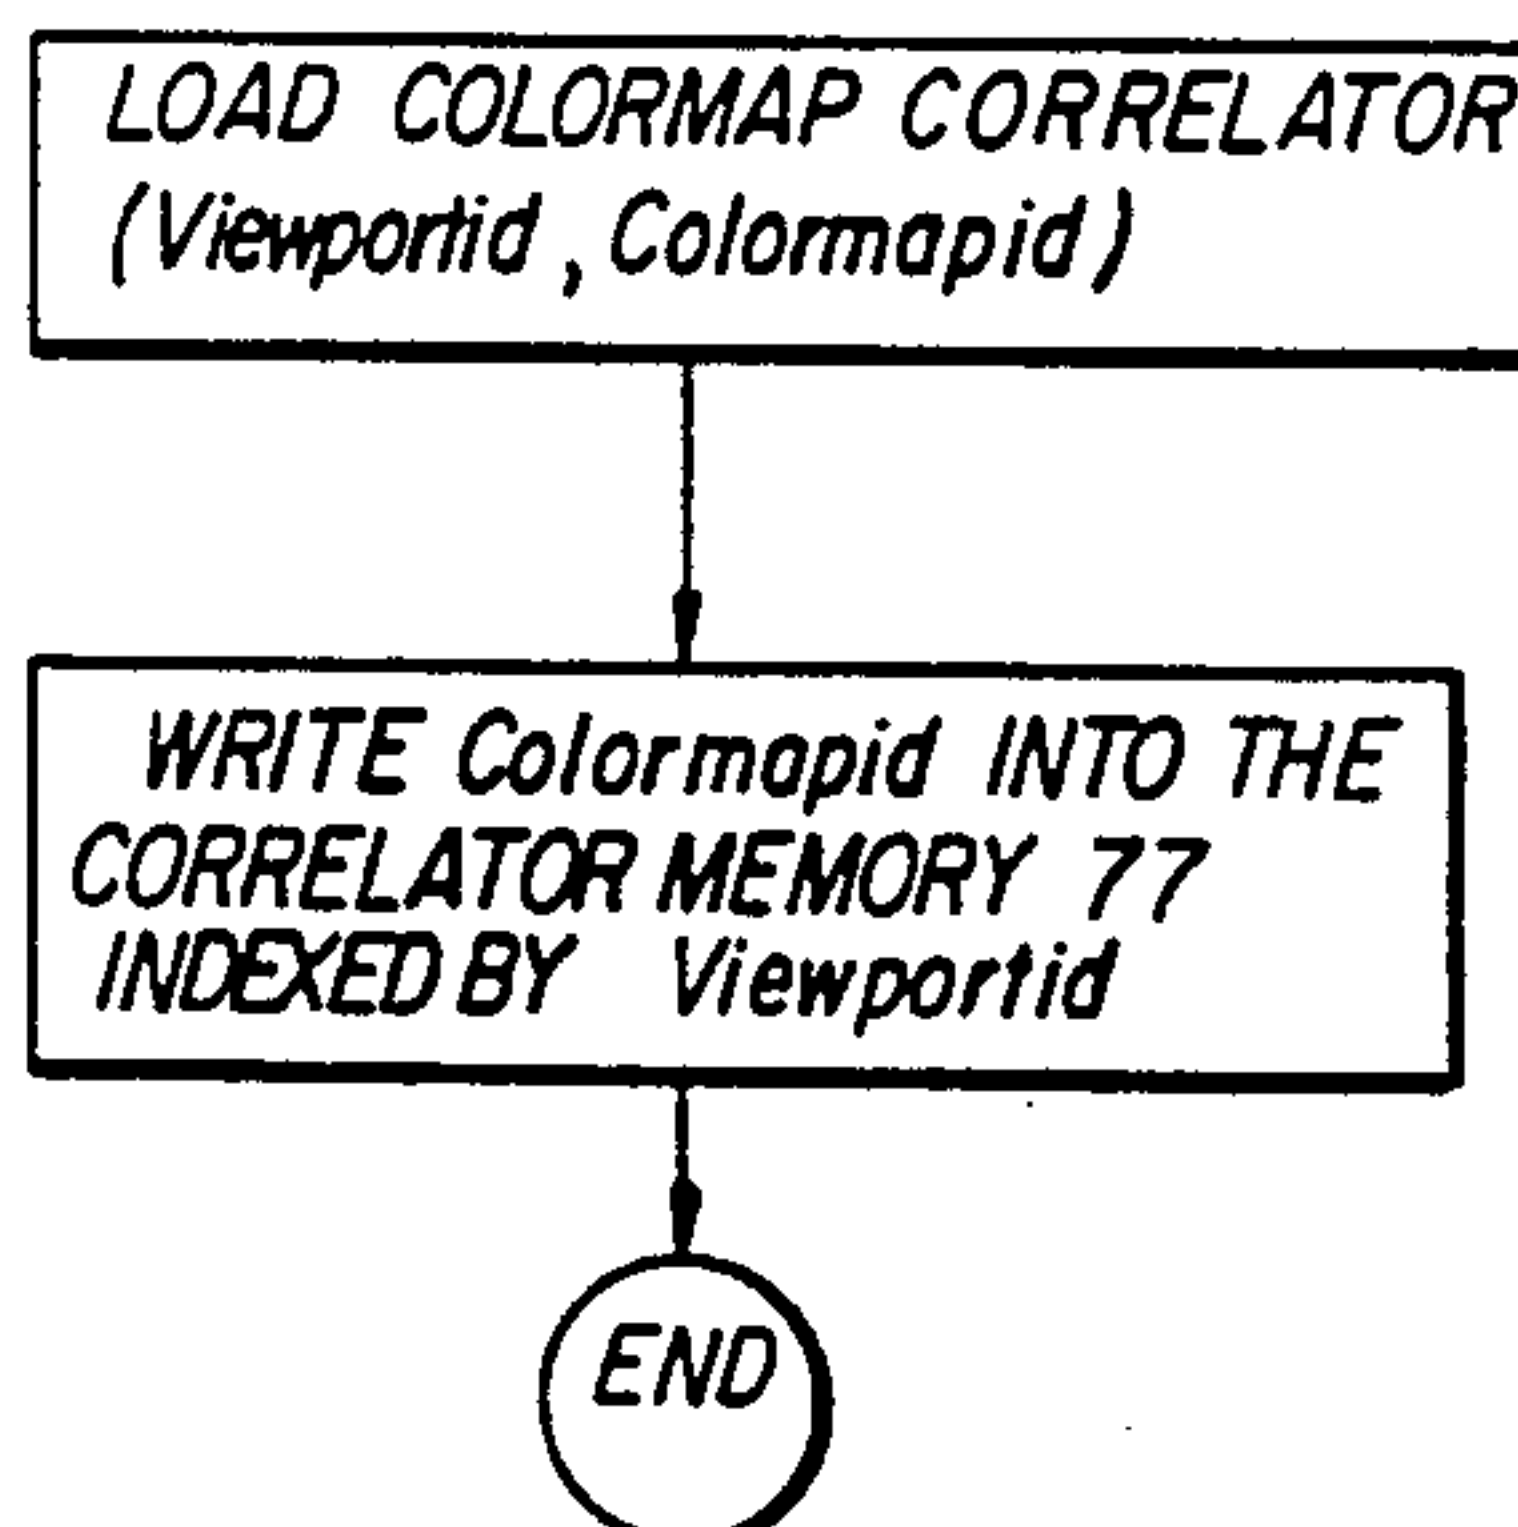 LOAD COLORMAP CORRELATOR
(Viewportid, Colormapid)
WRITE Colormapid INTO THE
CORRELATOR MEMORY 77
INDEXED BY Viewportid
END